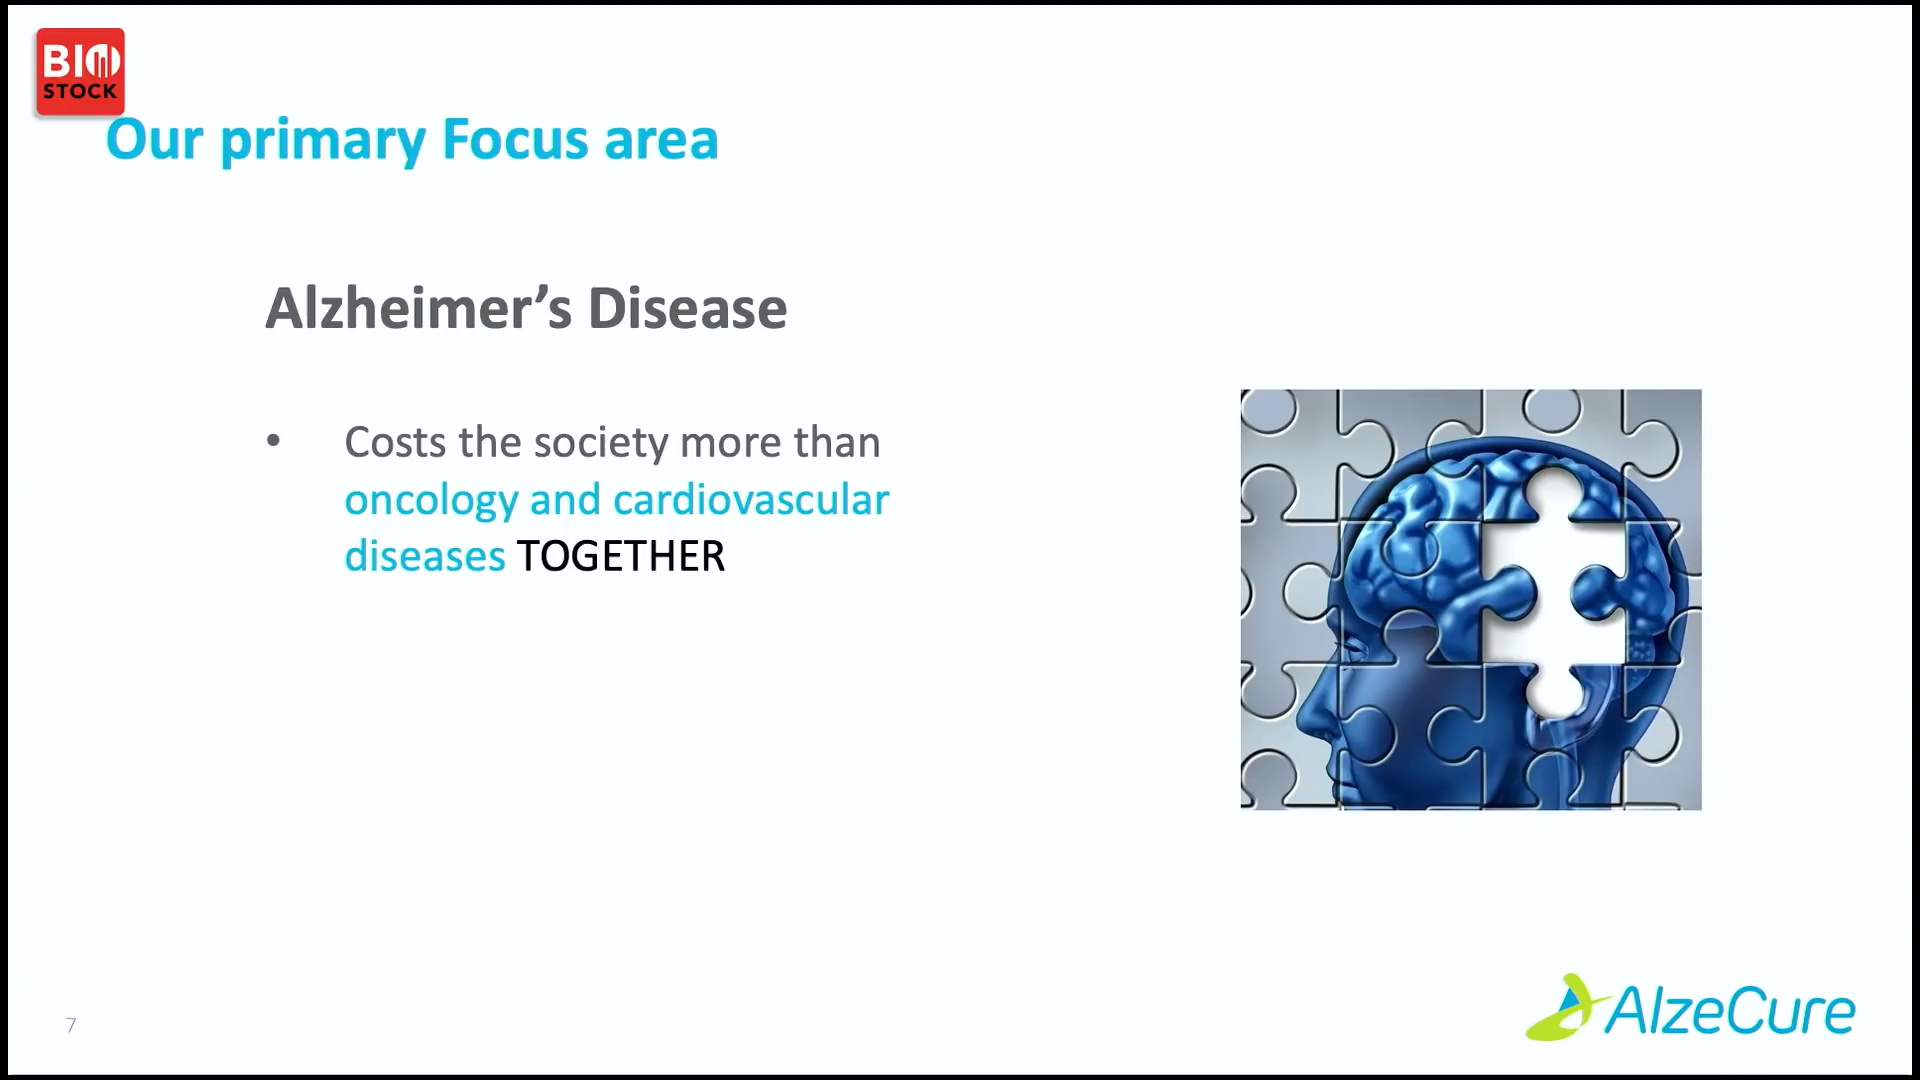 BIO
STOCK
Our primary Focus area
Alzheimer’s Disease
• Costs the society more than
oncology and cardiovascular
diseases TOGETHER
7
AlzeCure